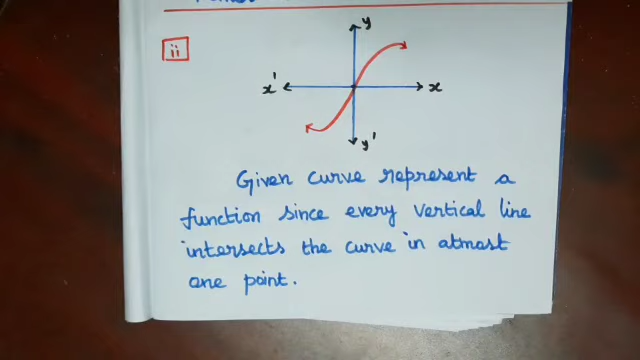 ii
y
x'
x
y'
Given curve represent a
function since every vertical line
intersects the curve in atmost
one point.